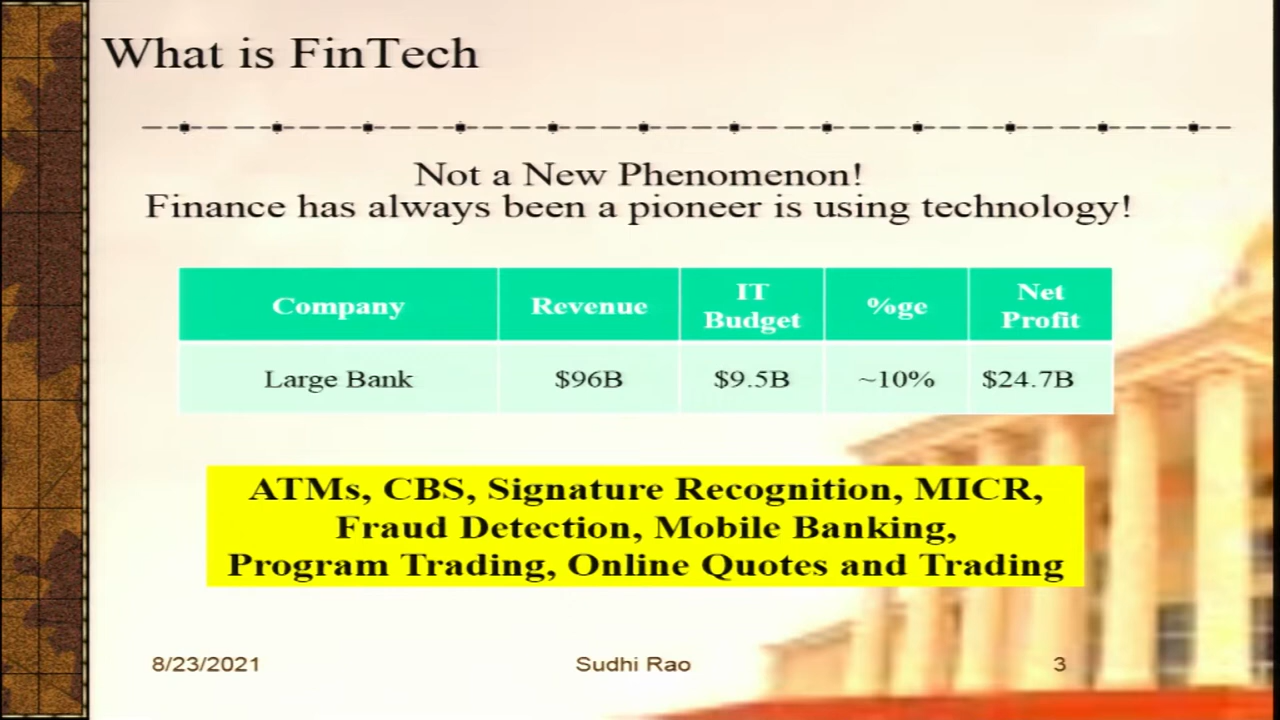 What is FinTech
Not a New Phenomenon!
Finance has always been a pioneer is using technology!
Company Revenue IT Budget %ge Net Profit
Large Bank $96B $9.5B ~10% $24.7B
ATMs, CBS, Signature Recognition, MICR,
Fraud Detection, Mobile Banking,
Program Trading, Online Quotes and Trading
8/23/2021 Sudhi Rao 3